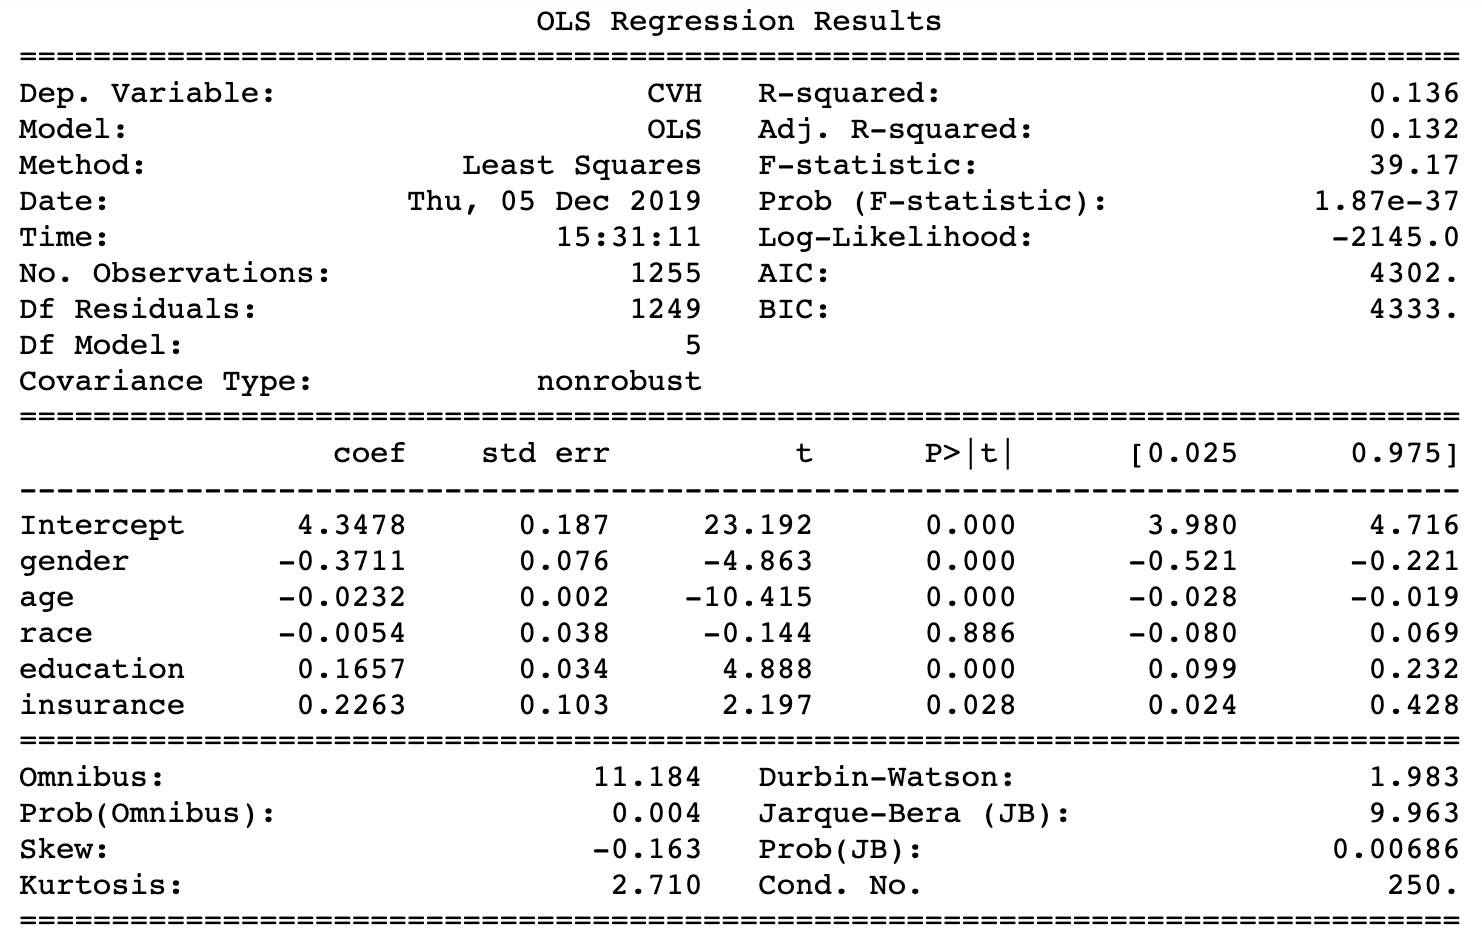 OLS Regression Results
==============================================================================
Dep. Variable: CVH R-squared: 0.136
Model: OLS Adj. R-squared: 0.132
Method: Least Squares F-statistic: 39.17
Date: Thu, 05 Dec 2019 Prob (F-statistic): 1.87e-37
Time: 15:31:11 Log-Likelihood: -2145.0
No. Observations: 1255 AIC: 4302.
Df Residuals: 1249 BIC: 4333.
Df Model: 5
Covariance Type: nonrobust
==============================================================================
coef std err t P>|t| [0.025 0.975]
------------------------------------------------------------------------------
Intercept 4.3478 0.187 23.192 0.000 3.980 4.716
gender -0.3711 0.076 -4.863 0.000 -0.521 -0.221
age -0.0232 0.002 -10.415 0.000 -0.028 -0.019
race -0.0054 0.038 -0.144 0.886 -0.080 0.069
education 0.1657 0.034 4.888 0.000 0.099 0.232
insurance 0.2263 0.103 2.197 0.028 0.024 0.428
==============================================================================
Omnibus: 11.184 Durbin-Watson: 1.983
Prob(Omnibus): 0.004 Jarque-Bera (JB): 9.963
Skew: -0.163 Prob(JB): 0.00686
Kurtosis: 2.710 Cond. No. 250.
==============================================================================